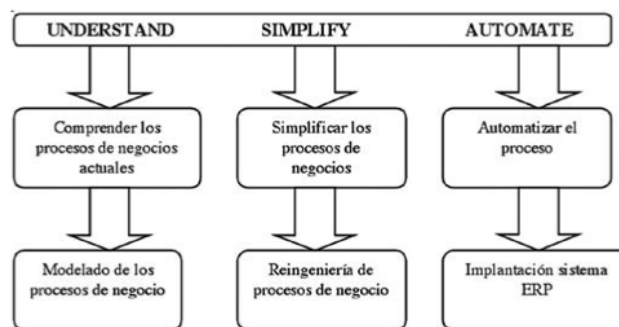 UNDERSTAND SIMPLIFY AUTOMATE
Comprender los
procesos de negocios
actuales
Simplificar los
procesos de
negocios
Automatizar el
proceso
Modelado de los
procesos de negocio
Reingeniería de
procesos de negocio
Implantación sistema
ERP